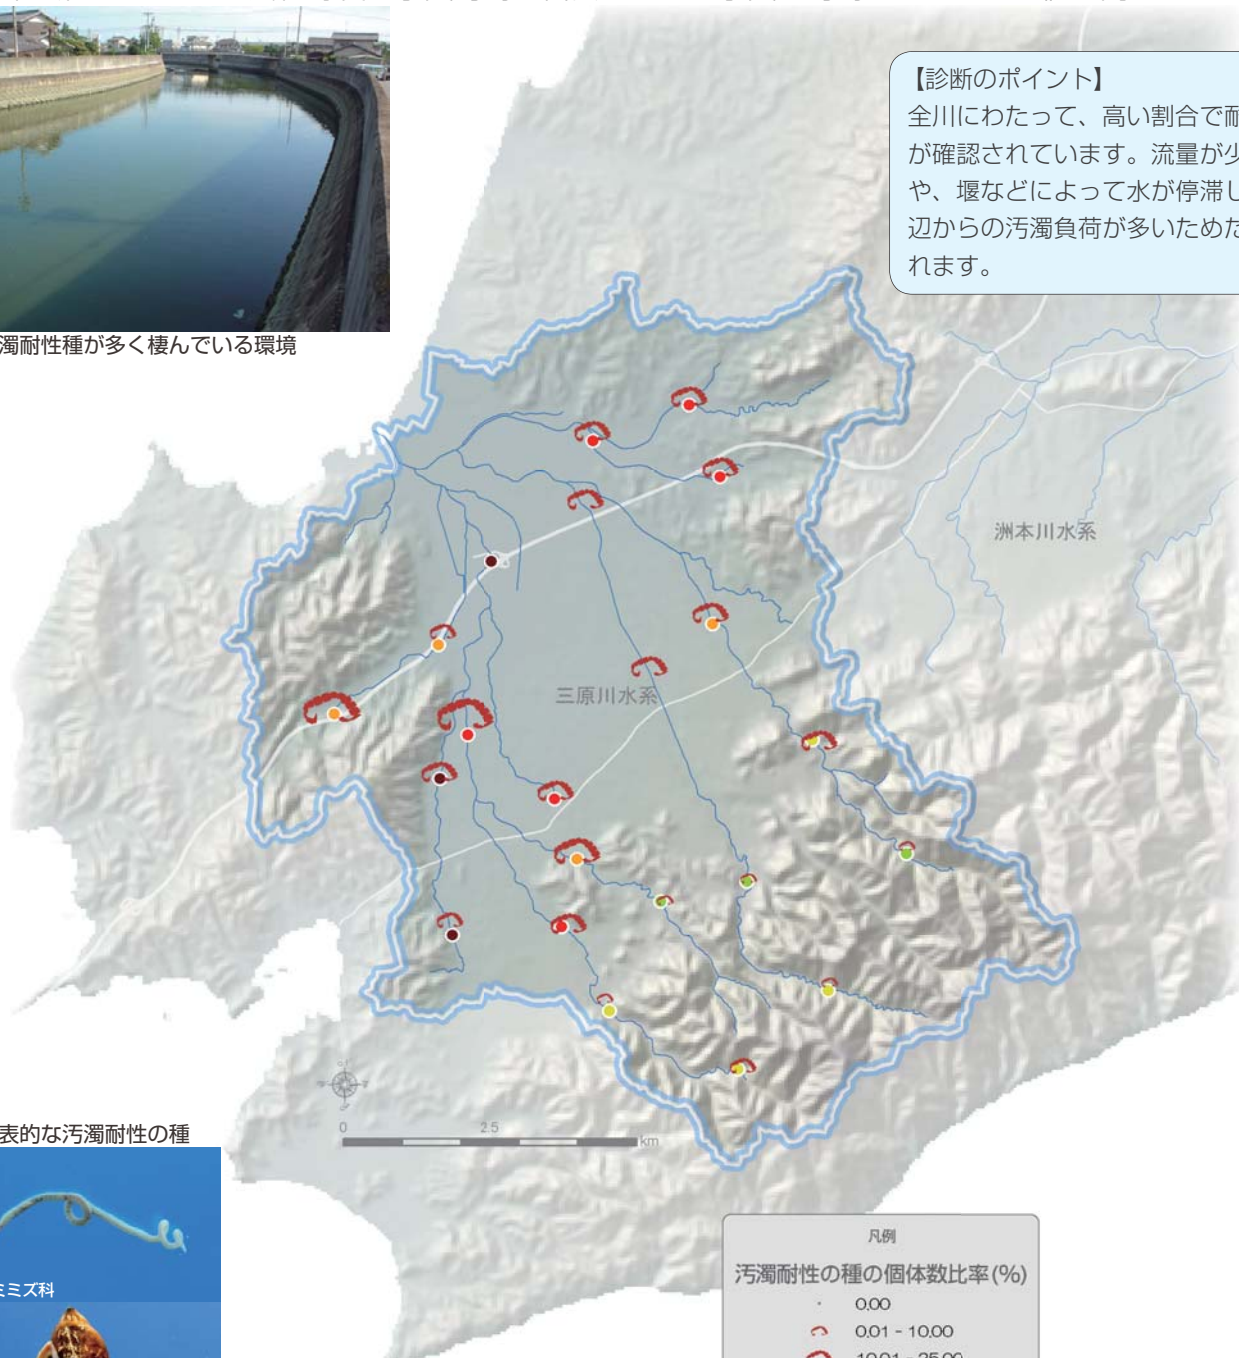 【診断のポイント】
全川にわたって、高い割合で耐
が確認されています。流量が少
や、堰などによって水が停滞し
辺からの汚濁負荷が多いためだ
れます。
濁耐性種が多く棲んでいる環境
洲本川水系
三原川水系
0 2.5
km
表的な汚濁耐性の種
ミミズ科
凡例
汚濁耐性の種の個体数比率(%)
0.00
0.01 - 10.00